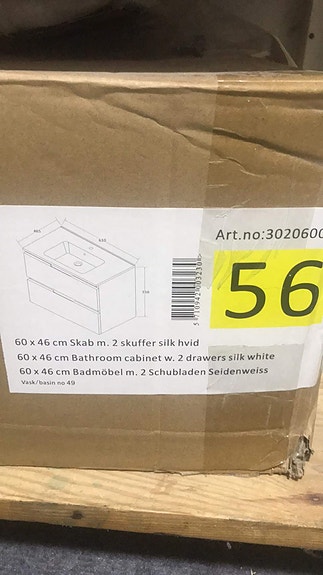 Art.no:3020600
56
60 x 46 cm Skab m. 2 skuffer silk hvid
60 x 46 cm Bathroom cabinet w. 2 drawers silk white
60 x 46 cm Badmöbel m. 2 Schubladen Seidenweiss
Vask/basin no 49